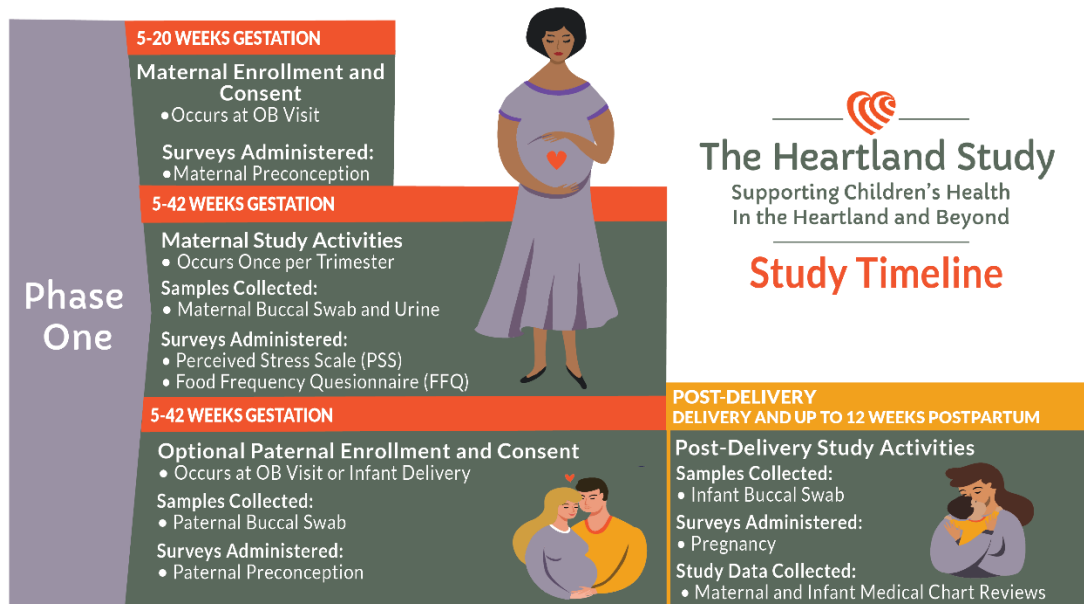 Phase
One
5-20 WEEKS GESTATION
Maternal Enrollment and
Consent
•Occurs at OB Visit
Surveys Administered:
•Maternal Preconception
5-42 WEEKS GESTATION
Maternal Study Activities
• Occurs Once per Trimester
Samples Collected:
• Maternal Buccal Swab and Urine
Surveys Administered:
• Perceived Stress Scale (PSS)
• Food Frequency Quesionnaire (FFQ)
5-42 WEEKS GESTATION
Optional Paternal Enrollment and Consent
• Occurs at OB Visit or Infant Delivery
Samples Collected:
• Paternal Buccal Swab
Surveys Administered:
• Paternal Preconception
The Heartland Study
Supporting Children's Health
In the Heartland and Beyond
Study Timeline
POST-DELIVERY
DELIVERY AND UP TO 12 WEEKS POSTPARTUM
Post-Delivery Study Activities
Samples Collected:
• Infant Buccal Swab
Surveys Administered:
• Pregnancy
Study Data Collected:
• Maternal and Infant Medical Chart Reviews